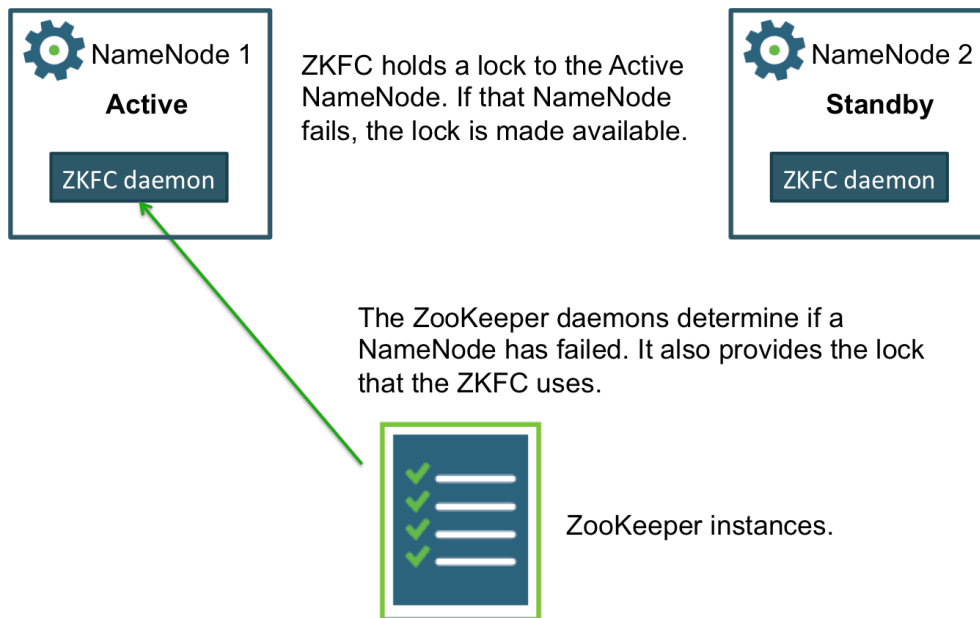 NameNode 1
Active
ZKFC daemon
ZKFC holds a lock to the Active
NameNode. If that NameNode
fails, the lock is made available.
NameNode 2
Standby
ZKFC daemon
The ZooKeeper daemons determine if a
NameNode has failed. It also provides the lock
that the ZKFC uses.
ZooKeeper instances.